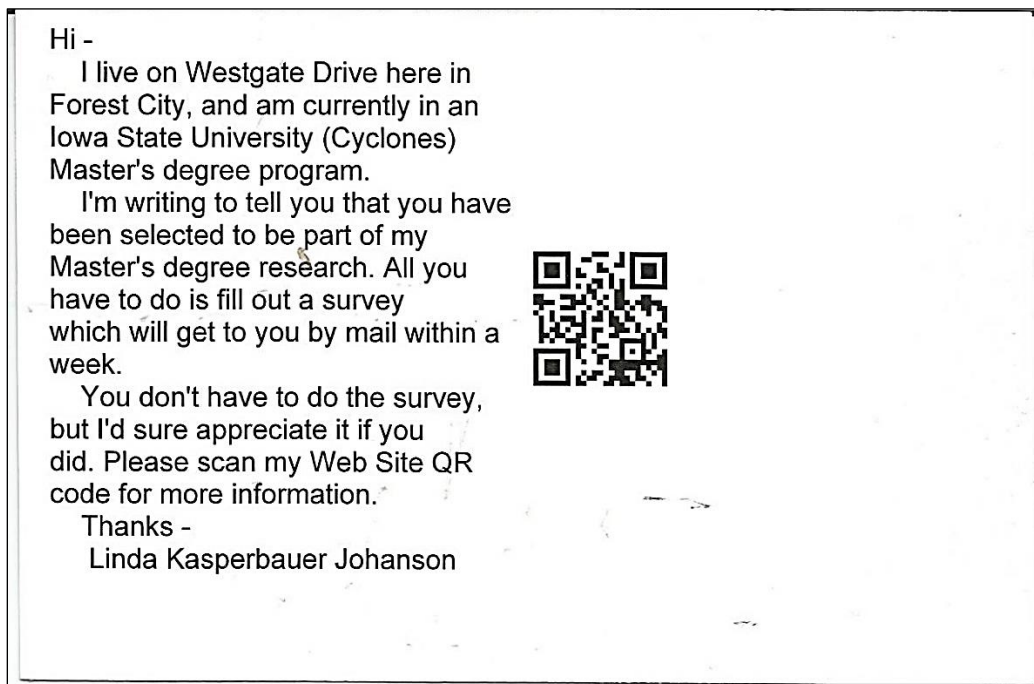 Hi -
I live on Westgate Drive here in
Forest City, and am currently in an
Iowa State University (Cyclones)
Master's degree program.
I'm writing to tell you that you have
been selected to be part of my
Master's degree research. All you
have to do is fill out a survey
which will get to you by mail within a
week.
You don't have to do the survey,
but I'd sure appreciate it if you
did. Please scan my Web Site QR
code for more information.
Thanks -
Linda Kasperbauer Johanson